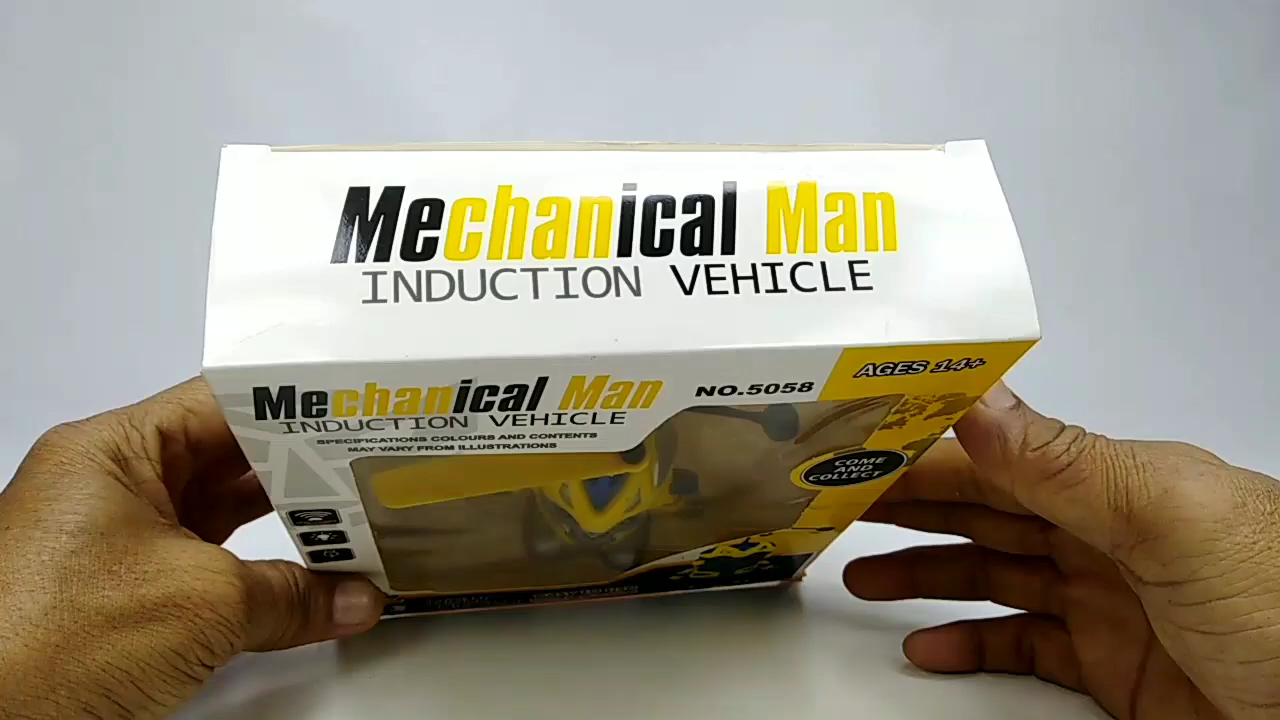 Mechanical Man
INDUCTION VEHICLE
Mechanical Man
INDUCTION VEHICLE
NO.5058
AGES 14+
SPECIFICATIONS COLOURS AND CONTENTS
MAY VARY FROM ILLUSTRATIONS
COME
AND
COLLECT